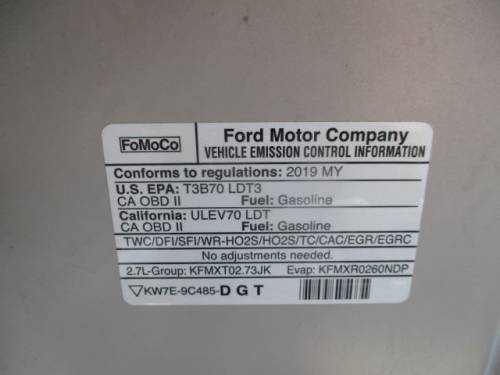 FoMoCo
Ford Motor Company
VEHICLE EMISSION CONTROL INFORMATION
Conforms to regulations: 2019 MY
U.S. EPA: T3B70 LDT3
CA OBD II Fuel: Gasoline
California: ULEV70 LDT
CA OBD II Fuel: Gasoline
TWC/DFI/SFI/WR-HO2S/HO2S/TC/CAC/EGR/EGRC
No adjustments needed.
2.7L-Group: KFMXT02.73JK Evap: KFMXR0260NDP
▽KW7E-9C485-D G T